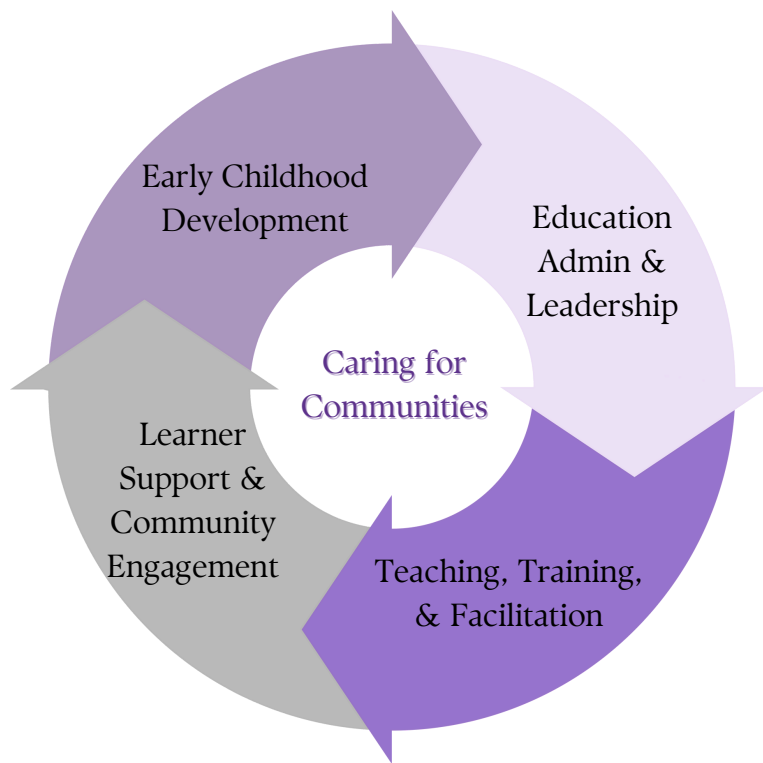 Early Childhood
Development
Education
Admin &
Leadership
Caring for
Communities
Learner
Support &
Community
Engagement
Teaching, Training,
& Facilitation